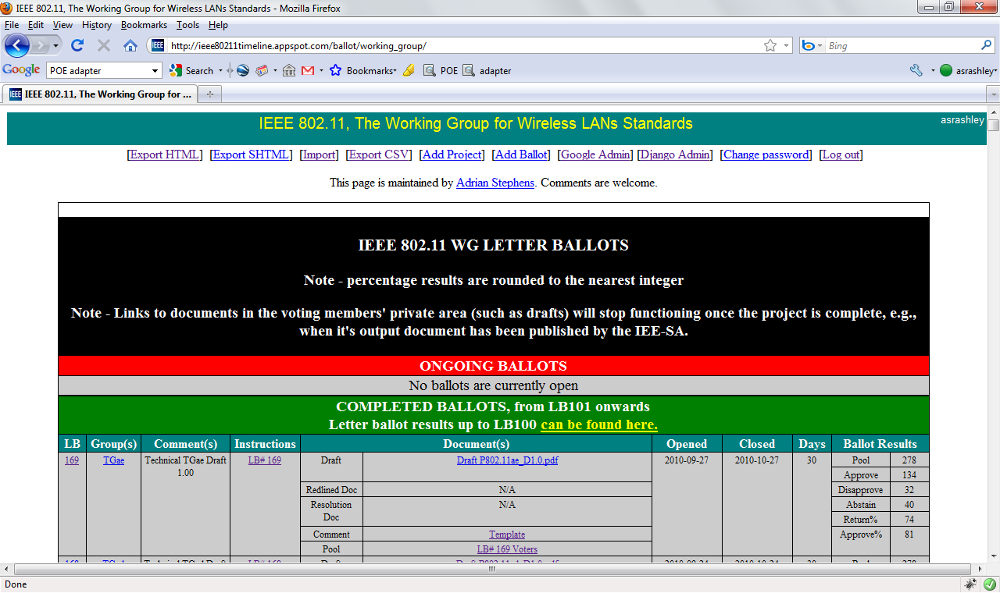 IEEE 802.11, The Working Group for Wireless LANs Standards - Mozilla Firefox
File Edit View History Bookmarks Tools Help
IEEE http://ieee80211timeline.appspot.com/ballot/working_group/ Bing
Google POE adapter Search Bookmarks POE adapter asrashley
IEEE IEEE 802.11, The Working Group for ...
IEEE 802.11, The Working Group for Wireless LANs Standards asrashley
[Export HTML] [Export SHTML] [Import] [Export CSV] [Add Project] [Add Ballot] [Google Admin] [Django Admin] [Change password] [Log out]
This page is maintained by Adrian Stephens. Comments are welcome.
IEEE 802.11 WG LETTER BALLOTS
Note - percentage results are rounded to the nearest integer
Note - Links to documents in the voting members' private area (such as drafts) will stop functioning once the project is complete, e.g.,
when it's output document has been published by the IEE-SA.
ONGOING BALLOTS
No ballots are currently open
COMPLETED BALLOTS, from LB101 onwards
Letter ballot results up to LB100 can be found here.
LB Group(s) Comment(s) Instructions Document(s) Opened Closed Days Ballot Results
169 TGae Technical TGae Draft LB# 169 Draft Draft P802.11ae_D1.0.pdf 2010-09-27 2010-10-27 30 Pool 278
1.00 Approve 134
Redlined Doc N/A Disapprove 32
Resolution N/A Abstain 40
Doc Return% 74
Comment Template Approve% 81
Pool LB# 169 Voters
Done